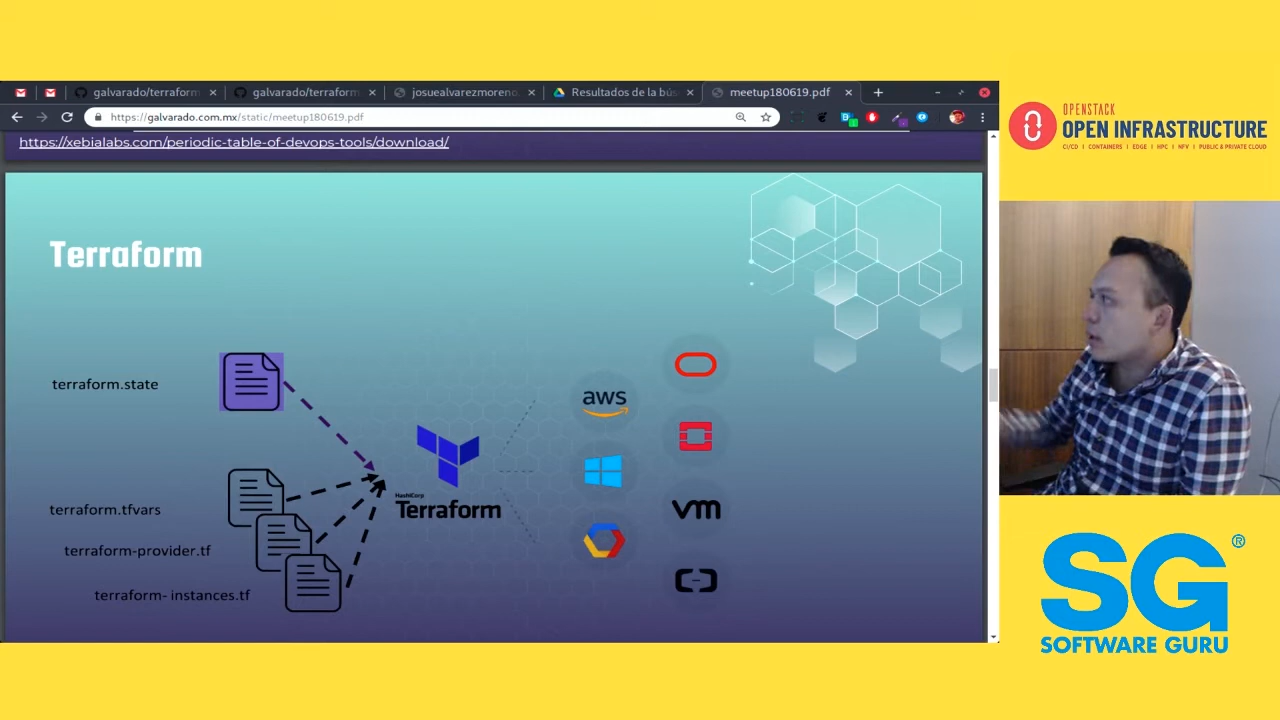 galvarado/terraform
galvarado/terraform
josuealvarezmoreno.
Resultados de la bús
meetup180619.pdf
https://galvarado.com.mx/static/meetup180619.pdf
https://xebialabs.com/periodic-table-of-devops-tools/download/
Terraform
terraform.state
terraform.tfvars
terraform-provider.tf
terraform- instances.tf
HashiCorp
Terraform
aws
vm
OPENSTACK
OPEN INFRASTRUCTURE
CI/CD | CONTAINERS | EDGE | HPC | NFV | PUBLIC & PRIVATE CLOUD
SG®
SOFTWARE GURU